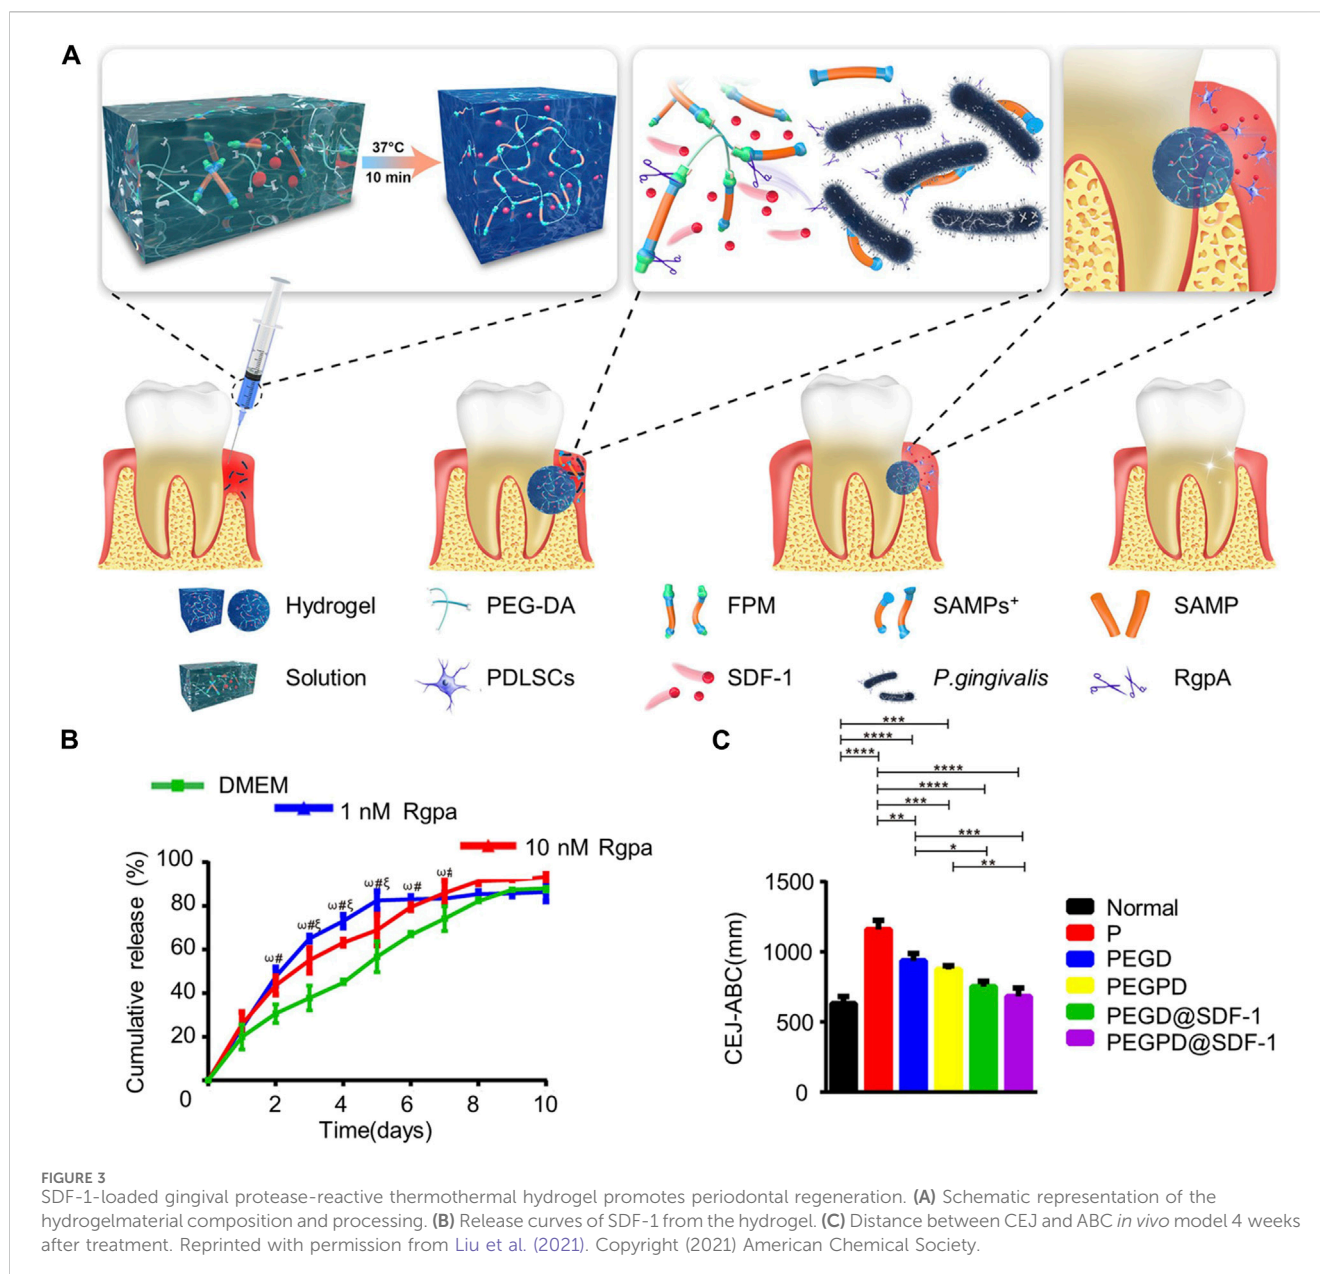 A
37°C
10 min
Hydrogel
PEG-DA
FPM
SAMPs⁺
SAMP
Solution
PDLSCs
SDF-1
P.gingivalis
RgpA
B
DMEM
1 nM Rgpa
10 nM Rgpa
Cumulative release (%)
100
80
60
40
20
0
ω#
ω#ξ
ω#ξ
ω#ξ
ω#
ω#
2 4 6 8 10
Time(days)
C
***
****
****
****
****
***
**
***
*
**
CEJ-ABC(mm)
1500
1000
500
0
Normal
P
PEGD
PEGPD
PEGD@SDF-1
PEGPD@SDF-1
FIGURE 3
SDF-1-loaded gingival protease-reactive thermothermal hydrogel promotes periodontal regeneration. (A) Schematic representation of the
hydrogelmaterial composition and processing. (B) Release curves of SDF-1 from the hydrogel. (C) Distance between CEJ and ABC in vivo model 4 weeks
after treatment. Reprinted with permission from Liu et al. (2021). Copyright (2021) American Chemical Society.